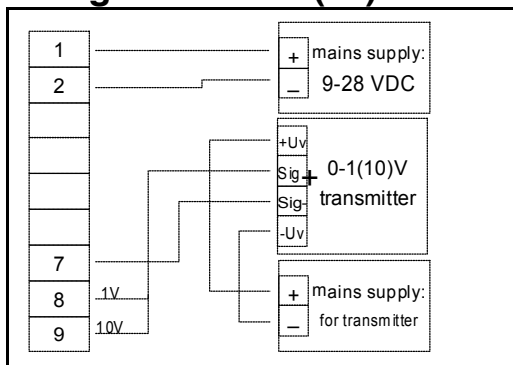 1
2
7
8
9
1V
10V
+
–
mains supply:
9-28 VDC
+Uv
Sig+
Sig-
-Uv
0-1(10)V
transmitter
+
–
mains supply:
for transmitter